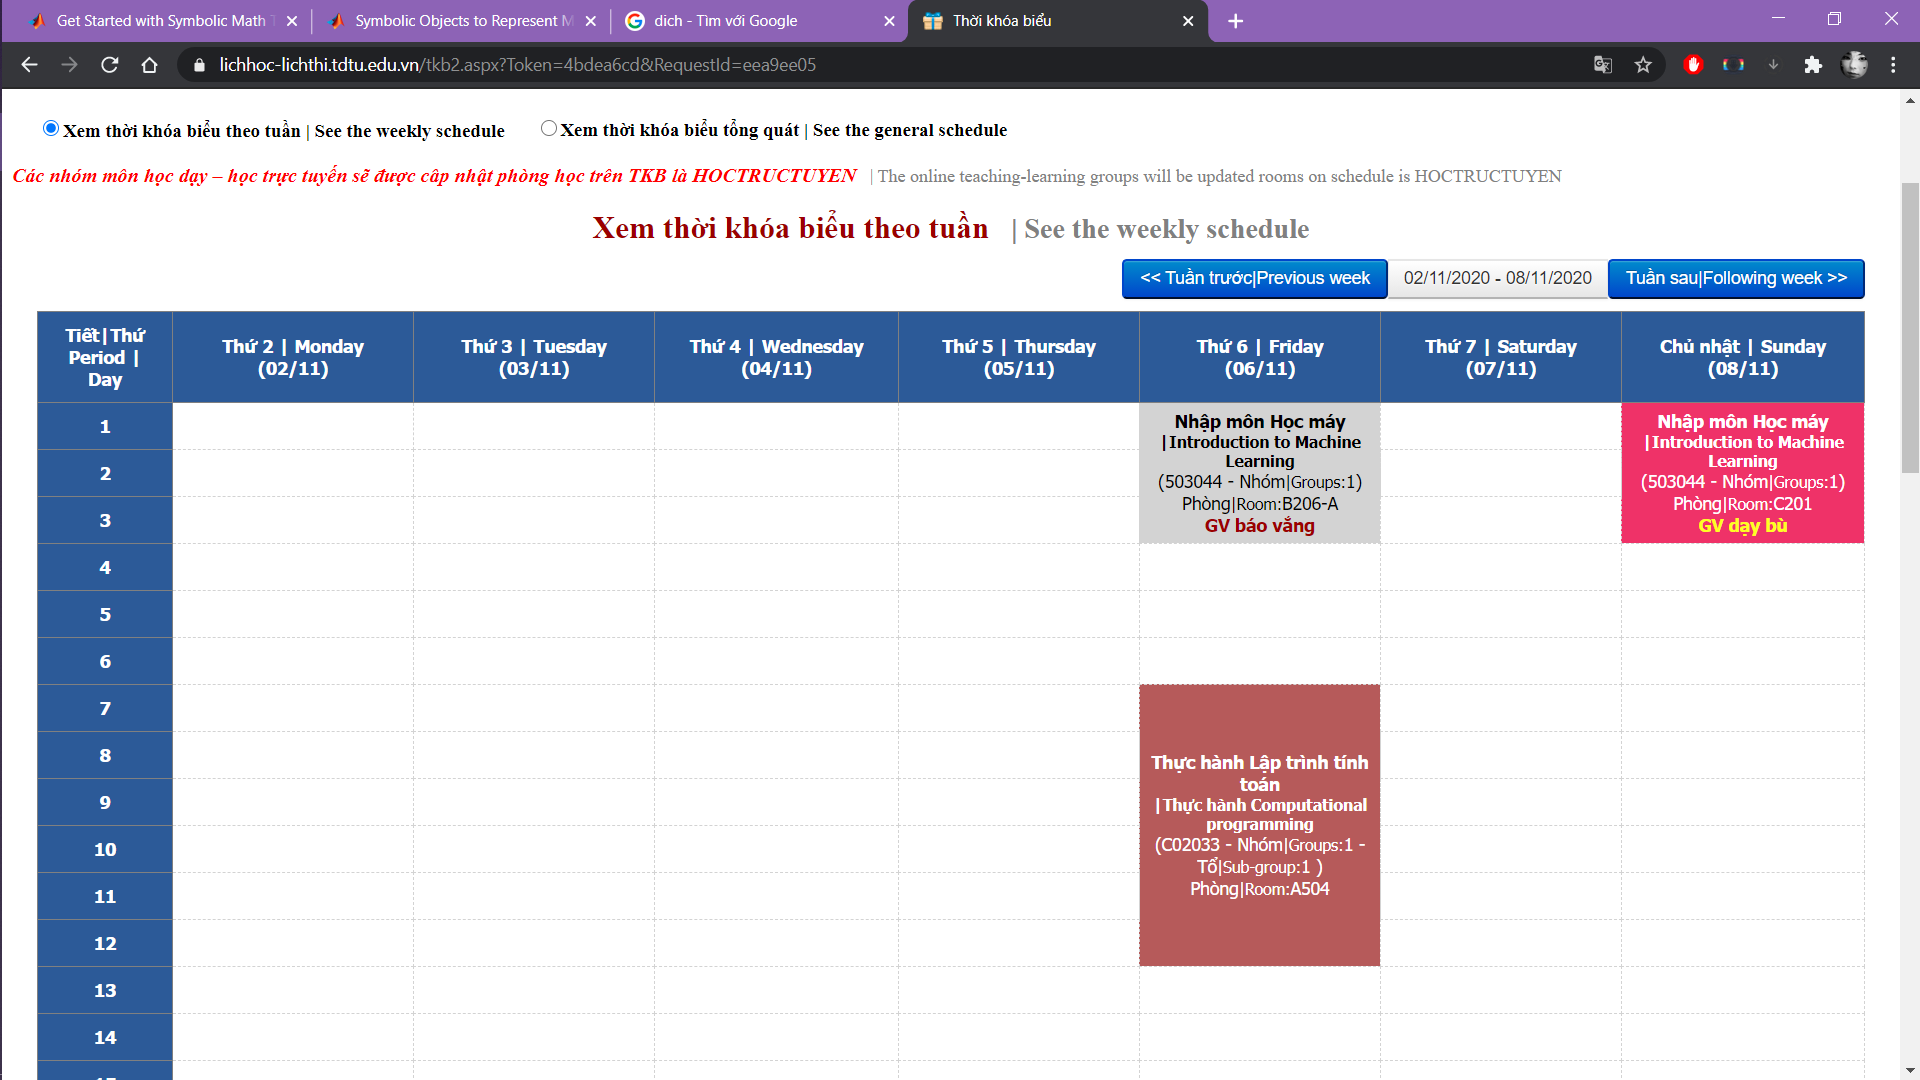 Get Started with Symbolic Math T
Symbolic Objects to Represent M
dich - Tìm với Google
Thời khóa biểu
lichhoc-lichthi.tdtu.edu.vn/tkb2.aspx?Token=4bdea6cd&RequestId=eea9ee05
Xem thời khóa biểu theo tuần | See the weekly schedule
Xem thời khóa biểu tổng quát | See the general schedule
Các nhóm môn học dạy – học trực tuyến sẽ được câp nhật phòng học trên TKB là HOCTRUCTUYEN | The online teaching-learning groups will be updated rooms on schedule is HOCTRUCTUYEN
Xem thời khóa biểu theo tuần | See the weekly schedule
<< Tuần trước|Previous week
02/11/2020 - 08/11/2020
Tuần sau|Following week >>
Tiết|Thứ
Period |
Day
Thứ 2 | Monday
(02/11)
Thứ 3 | Tuesday
(03/11)
Thứ 4 | Wednesday
(04/11)
Thứ 5 | Thursday
(05/11)
Thứ 6 | Friday
(06/11)
Thứ 7 | Saturday
(07/11)
Chủ nhật | Sunday
(08/11)
1
2
3
Nhập môn Học máy
|Introduction to Machine
Learning
(503044 - Nhóm|Groups:1)
Phòng|Room:B206-A
GV báo vắng
Nhập môn Học máy
|Introduction to Machine
Learning
(503044 - Nhóm|Groups:1)
Phòng|Room:C201
GV dạy bù
4
5
6
7
8
9
10
11
12
Thực hành Lập trình tính
toán
|Thực hành Computational
programming
(C02033 - Nhóm|Groups:1 -
Tổ|Sub-group:1 )
Phòng|Room:A504
13
14